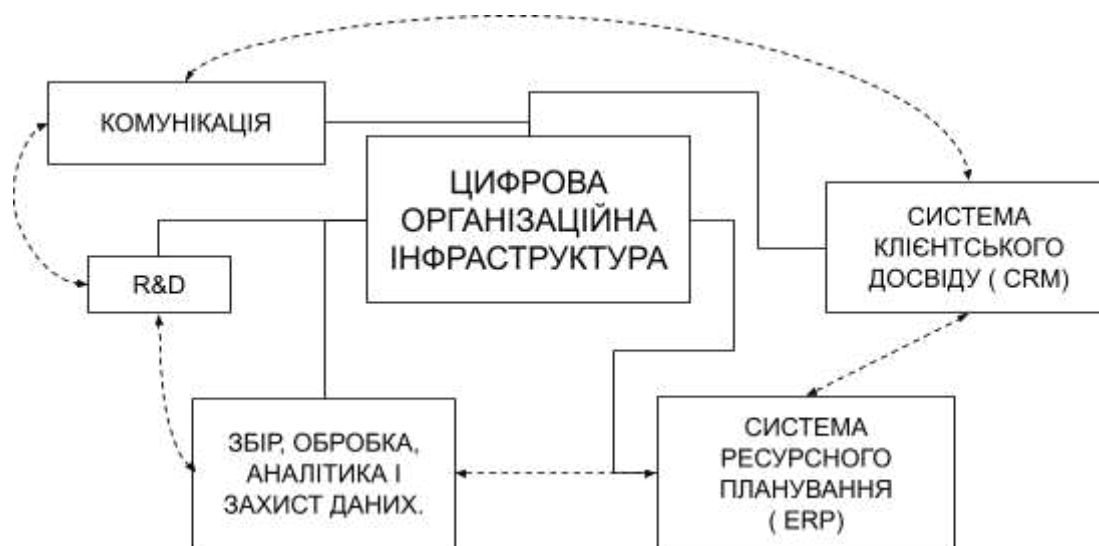 КОМУНІКАЦІЯ
ЦИФРОВА
ОРГАНІЗАЦІЙНА
ІНФРАСТРУКТУРА
СИСТЕМА
КЛІЄНТСЬКОГО
ДОСВІДУ ( CRM)
R&D
ЗБІР, ОБРОБКА,
АНАЛІТИКА І
ЗАХИСТ ДАНИХ.
СИСТЕМА
РЕСУРСНОГО
ПЛАНУВАННЯ
( ERP)